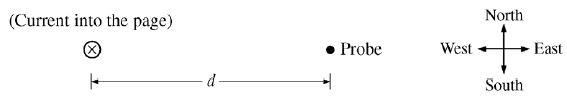 (Current into the page)
Probe
d
North
West East
South